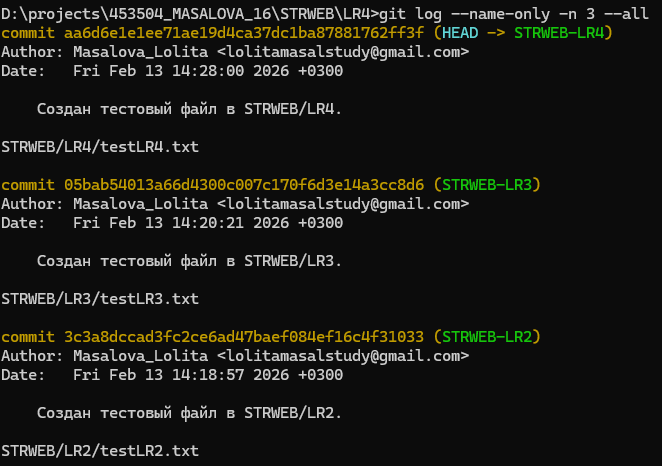 D:\projects\453504_MASALOVA_16\STRWEB\LR4>git log --name-only -n 3 --all
commit aa6d6e1e1ee71ae19d4ca37dc1ba87881762ff3f (HEAD -> STRWEB-LR4)
Author: Masalova_Lolita <lolitamasalstudy@gmail.com>
Date:   Fri Feb 13 14:28:00 2026 +0300
Создан тестовый файл в STRWEB/LR4.
STRWEB/LR4/testLR4.txt
commit 05bab54013a66d4300c007c170f6d3e14a3cc8d6 (STRWEB-LR3)
Author: Masalova_Lolita <lolitamasalstudy@gmail.com>
Date:   Fri Feb 13 14:20:21 2026 +0300
Создан тестовый файл в STRWEB/LR3.
STRWEB/LR3/testLR3.txt
commit 3c3a8dccad3fc2ce6ad47baef084ef16c4f31033 (STRWEB-LR2)
Author: Masalova_Lolita <lolitamasalstudy@gmail.com>
Date:   Fri Feb 13 14:18:57 2026 +0300
Создан тестовый файл в STRWEB/LR2.
STRWEB/LR2/testLR2.txt